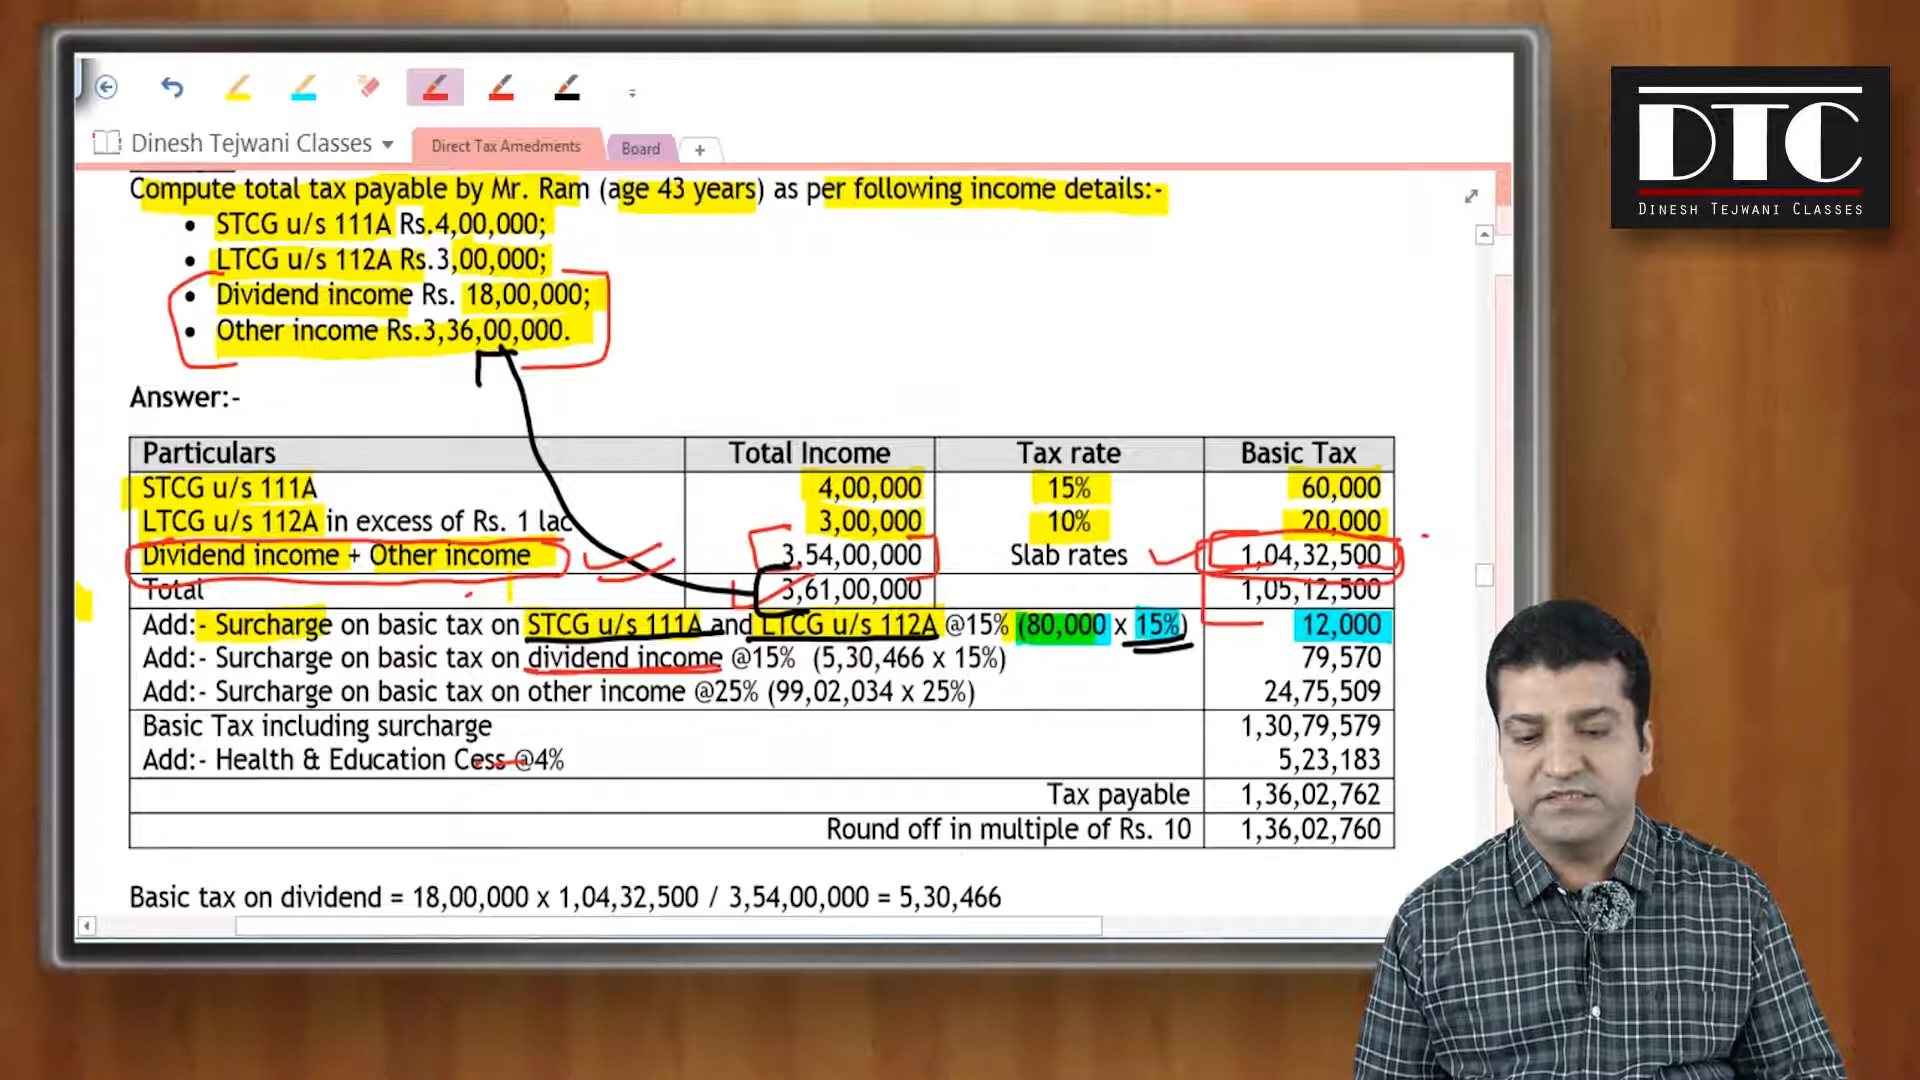 DTC
DINESH TEJWANI CLASSES
Dinesh Tejwani Classes
Direct Tax Amedments
Board
+
Compute total tax payable by Mr. Ram (age 43 years) as per following income details:-
• STCG u/s 111A Rs.4,00,000;
• LTCG u/s 112A Rs.3,00,000;
• Dividend income Rs. 18,00,000;
• Other income Rs.3,36,00,000.
Answer:-
Particulars Total Income Tax rate Basic Tax
STCG u/s 111A 4,00,000 15% 60,000
LTCG u/s 112A in excess of Rs. 1 lac 3,00,000 10% 20,000
Dividend income + Other income 3,54,00,000 Slab rates 1,04,32,500
Total 3,61,00,000 1,05,12,500
Add:- Surcharge on basic tax on STCG u/s 111A and LTCG u/s 112A @15% (80,000 x 15%) 12,000
Add:- Surcharge on basic tax on dividend income @15% (5,30,466 x 15%) 79,570
Add:- Surcharge on basic tax on other income @25% (99,02,034 x 25%) 24,75,509
Basic Tax including surcharge 1,30,79,579
Add:- Health & Education Cess @4% 5,23,183
Tax payable 1,36,02,762
Round off in multiple of Rs. 10 1,36,02,760
Basic tax on dividend = 18,00,000 x 1,04,32,500 / 3,54,00,000 = 5,30,466